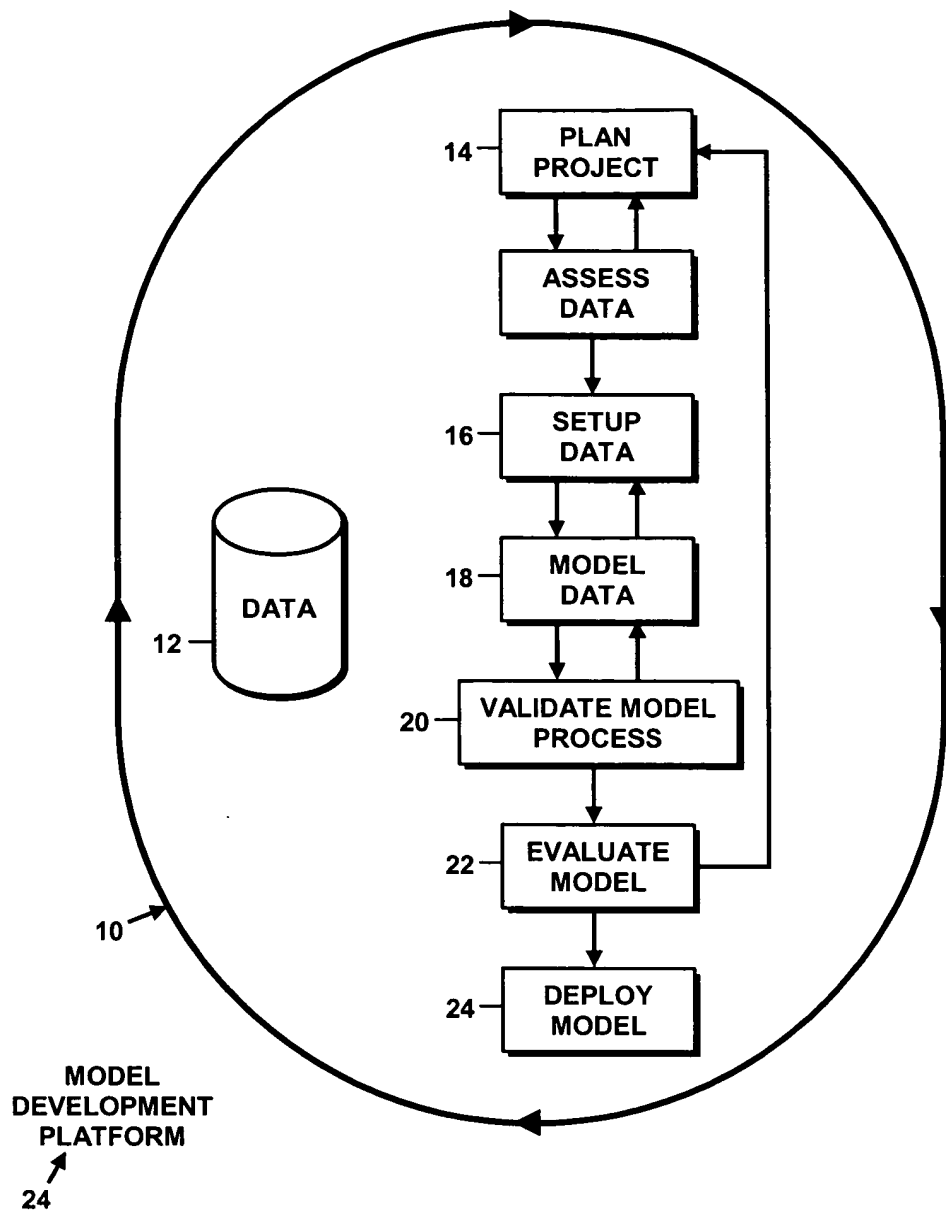 PLAN
PROJECT
14
ASSESS
DATA
SETUP
DATA
16
MODEL
DATA
18
DATA
12
VALIDATE MODEL
PROCESS
20
EVALUATE
MODEL
22
10
DEPLOY
MODEL
24
MODEL
DEVELOPMENT
PLATFORM
24